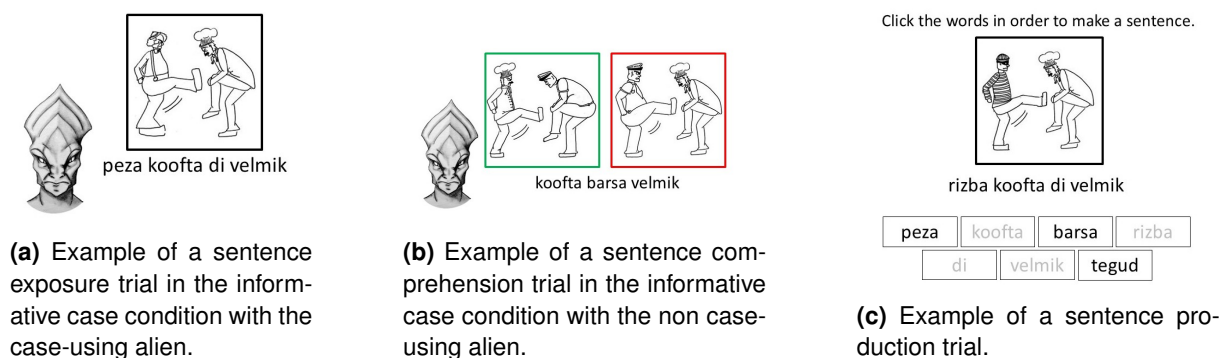 peza koofta di velmik
(a) Example of a sentence
exposure trial in the inform-
ative case condition with the
case-using alien.
koofta barsa velmik
(b) Example of a sentence com-
prehension trial in the informative
case condition with the non case-
using alien.
Click the words in order to make a sentence.
rizba koofta di velmik
peza koofta barsa rizba
di velmik tegud
(c) Example of a sentence pro-
duction trial.